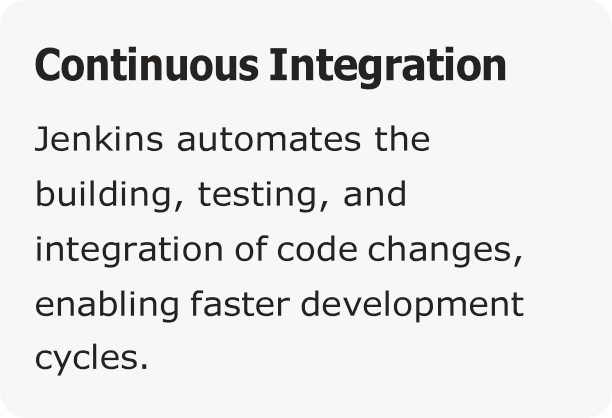 Continuous Integration
Jenkins automates the
building, testing, and
integration of code changes,
enabling faster development
cycles.